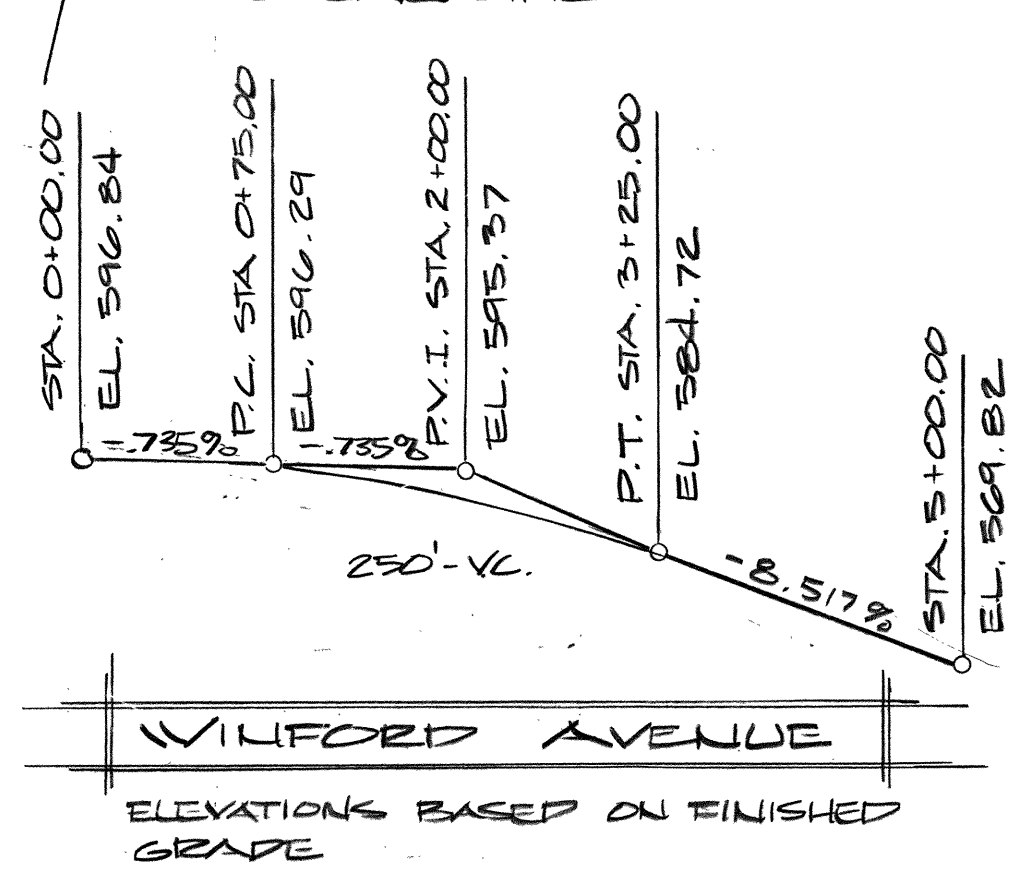 STA. 0+00.00
EL. 596.84
P.C. STA 0+75.00
EL. 596.29
P.V.I. STA. 2+00.00
EL. 595.37
P.T. STA. 3+25.00
EL. 584.72
STA. 5+00.00
EL. 569.82
-.735%
-.735%
-8.517%
250'-V.C.
WINFORD AVENUE
ELEVATIONS BASED ON FINISHED
GRADE